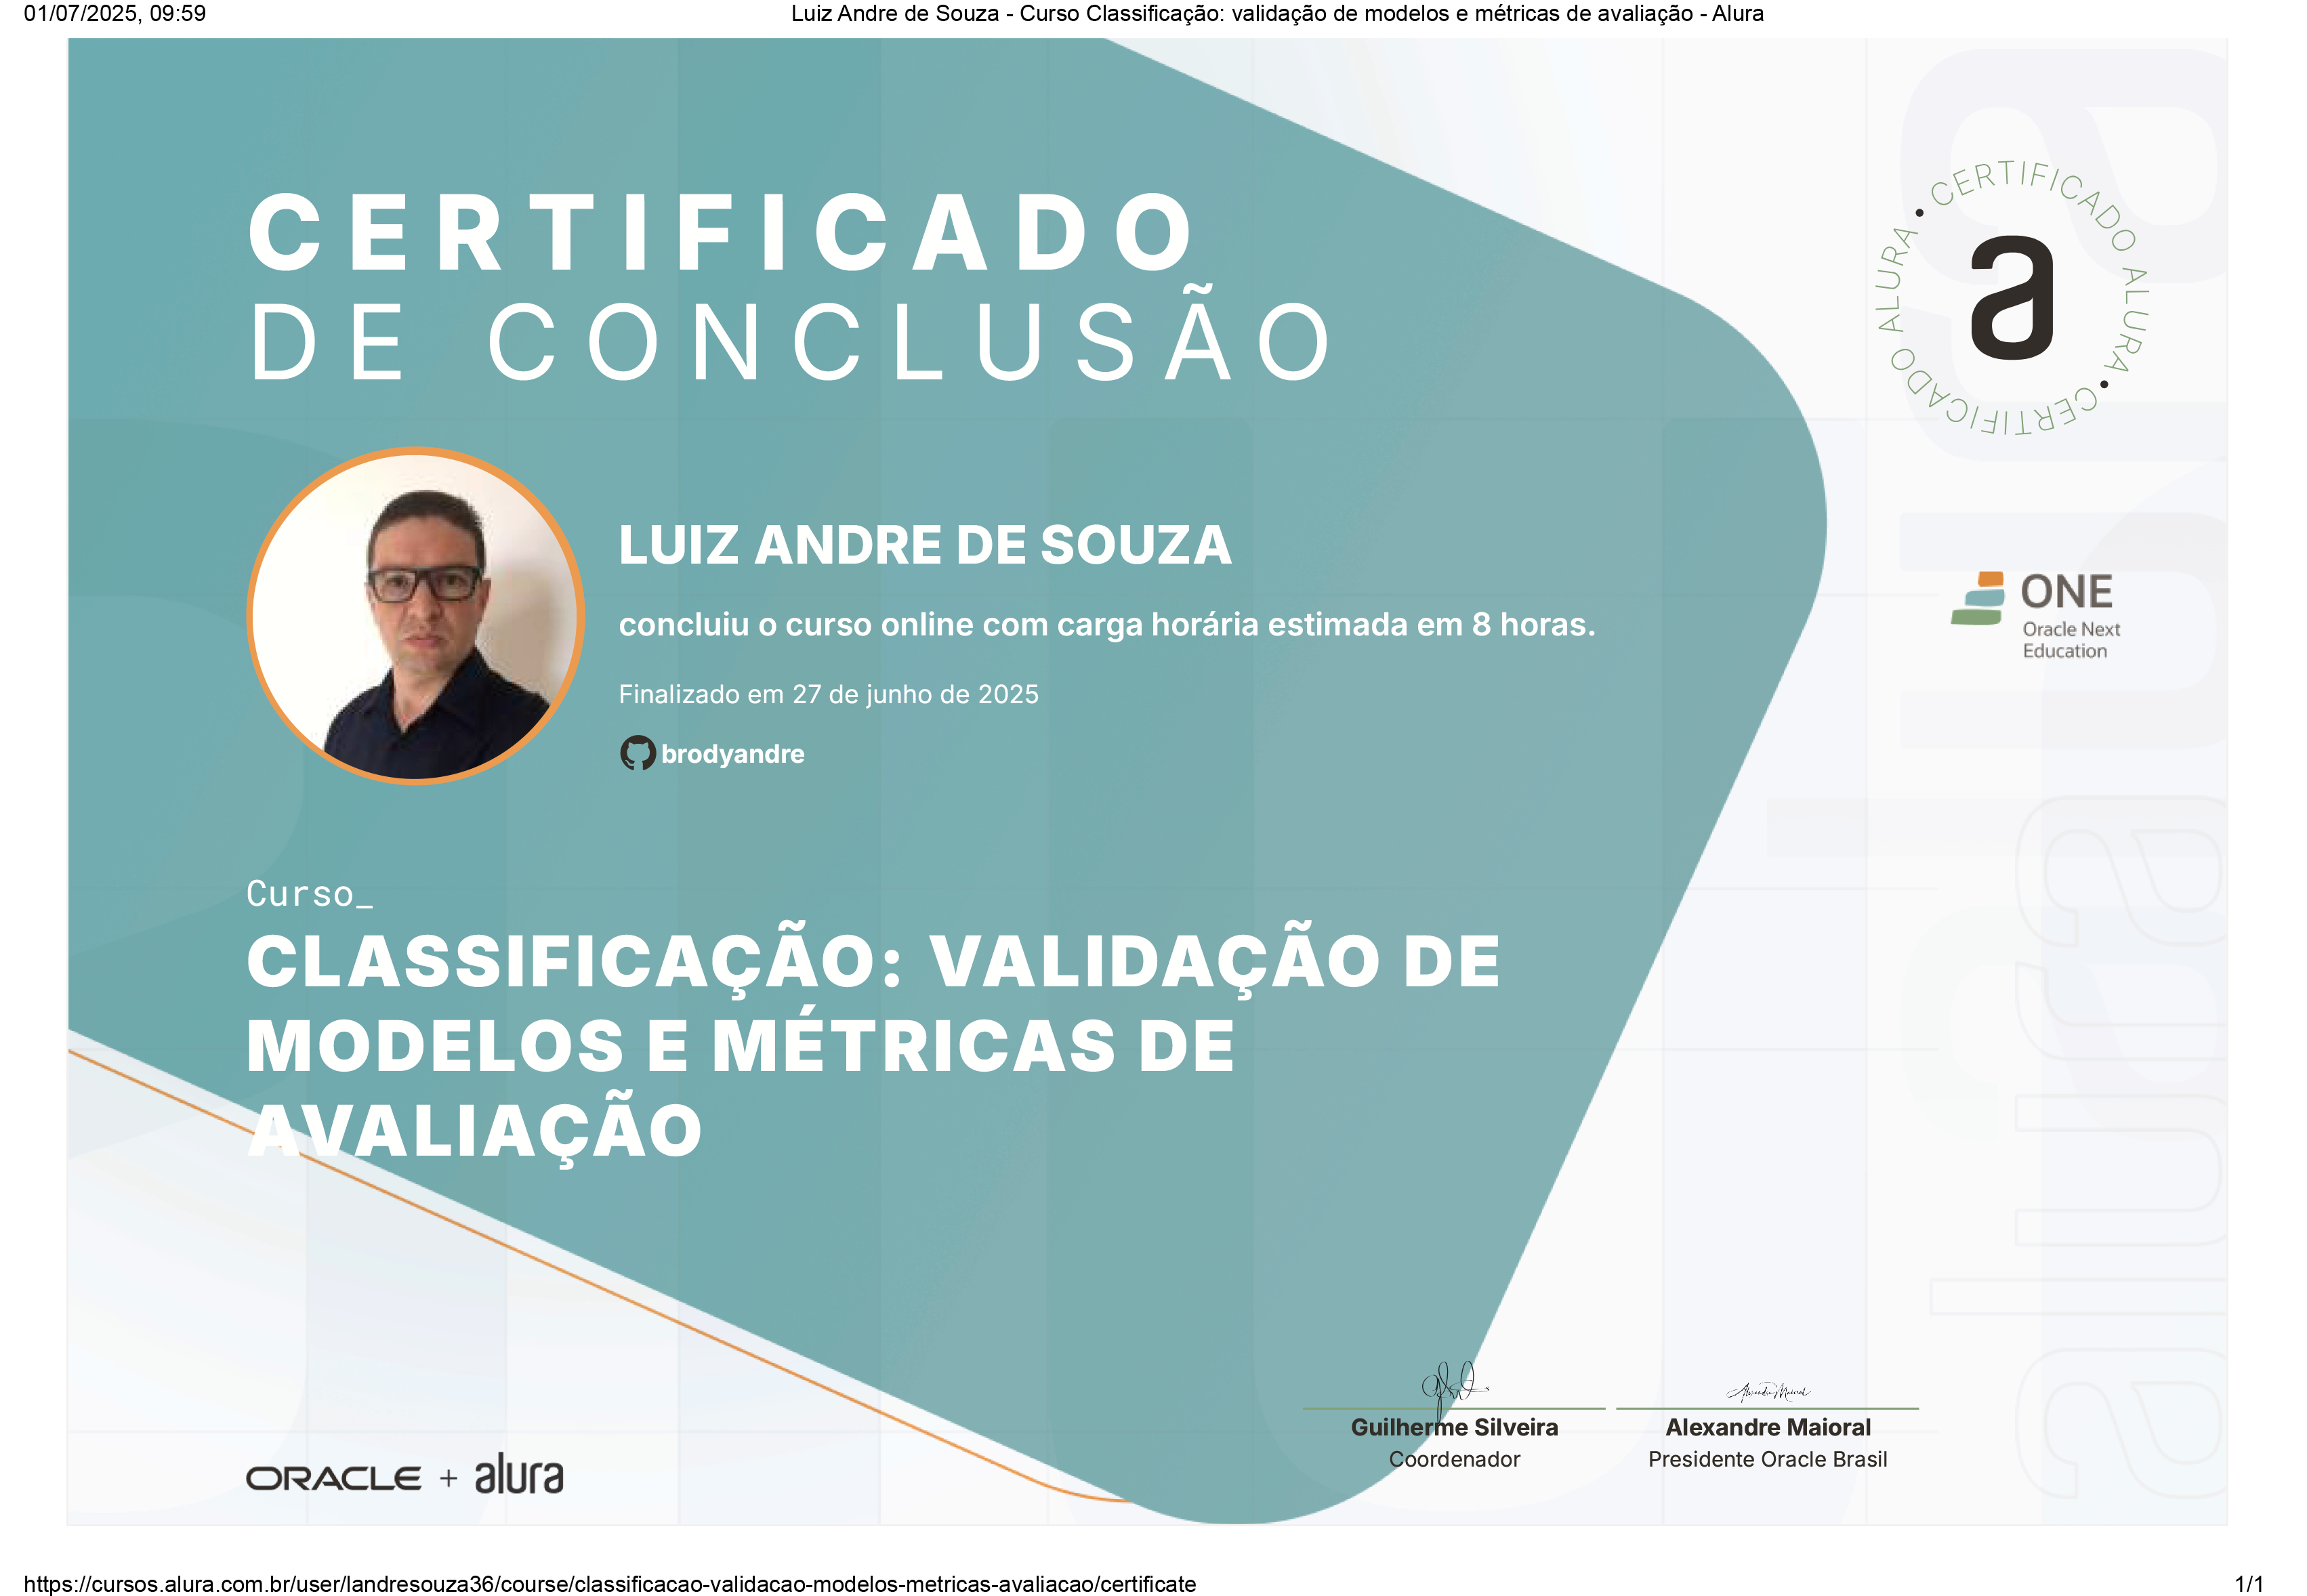 01/07/2025, 09:59
Luiz Andre de Souza - Curso Classificação: validação de modelos e métricas de avaliação - Alura
CERTIFICADO
DE CONCLUSÃO
CERTIFICADO ALURA • CERTIFICADO ALURA •
a
LUIZ ANDRE DE SOUZA
concluiu o curso online com carga horária estimada em 8 horas.
Finalizado em 27 de junho de 2025
brodyandre
ONE
Oracle Next
Education
Curso_
CLASSIFICAÇÃO: VALIDAÇÃO DE
MODELOS E MÉTRICAS DE
AVALIAÇÃO
alura
Alexandre Maioral
Guilherme Silveira
Coordenador
Alexandre Maioral
Presidente Oracle Brasil
ORACLE + alura
https://cursos.alura.com.br/user/landresouza36/course/classificacao-validacao-modelos-metricas-avaliacao/certificate
1/1